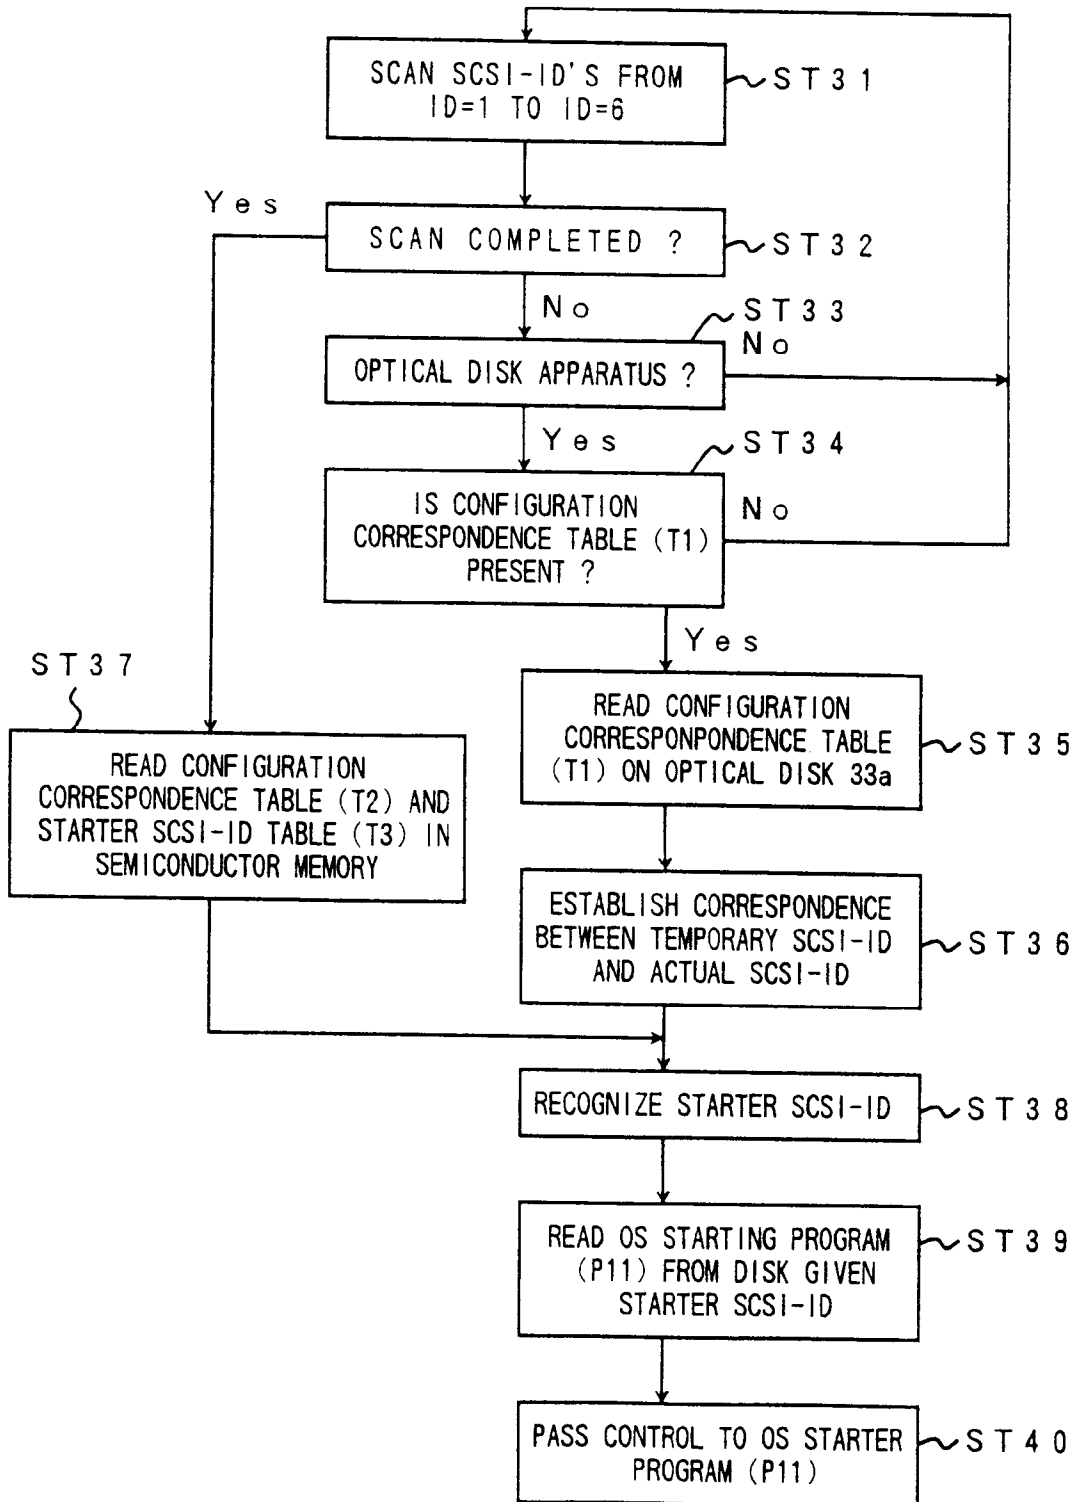 SCAN SCSI-ID'S FROM
ID=1 TO ID=6
ST31
Yes
SCAN COMPLETED ?
ST32
No
ST33
OPTICAL DISK APPARATUS ?
No
Yes
ST34
IS CONFIGURATION
CORRESPONDENCE TABLE (T1)
PRESENT ?
No
Yes
ST37
READ CONFIGURATION
CORRESPONDENCE TABLE (T2) AND
STARTER SCSI-ID TABLE (T3) IN
SEMICONDUCTOR MEMORY
READ CONFIGURATION
CORRESPONPONDENCE TABLE
(T1) ON OPTICAL DISK 33a
ST35
ESTABLISH CORRESPONDENCE
BETWEEN TEMPORARY SCSI-ID
AND ACTUAL SCSI-ID
ST36
RECOGNIZE STARTER SCSI-ID
ST38
READ OS STARTING PROGRAM
(P11) FROM DISK GIVEN
STARTER SCSI-ID
ST39
PASS CONTROL TO OS STARTER
PROGRAM (P11)
ST40